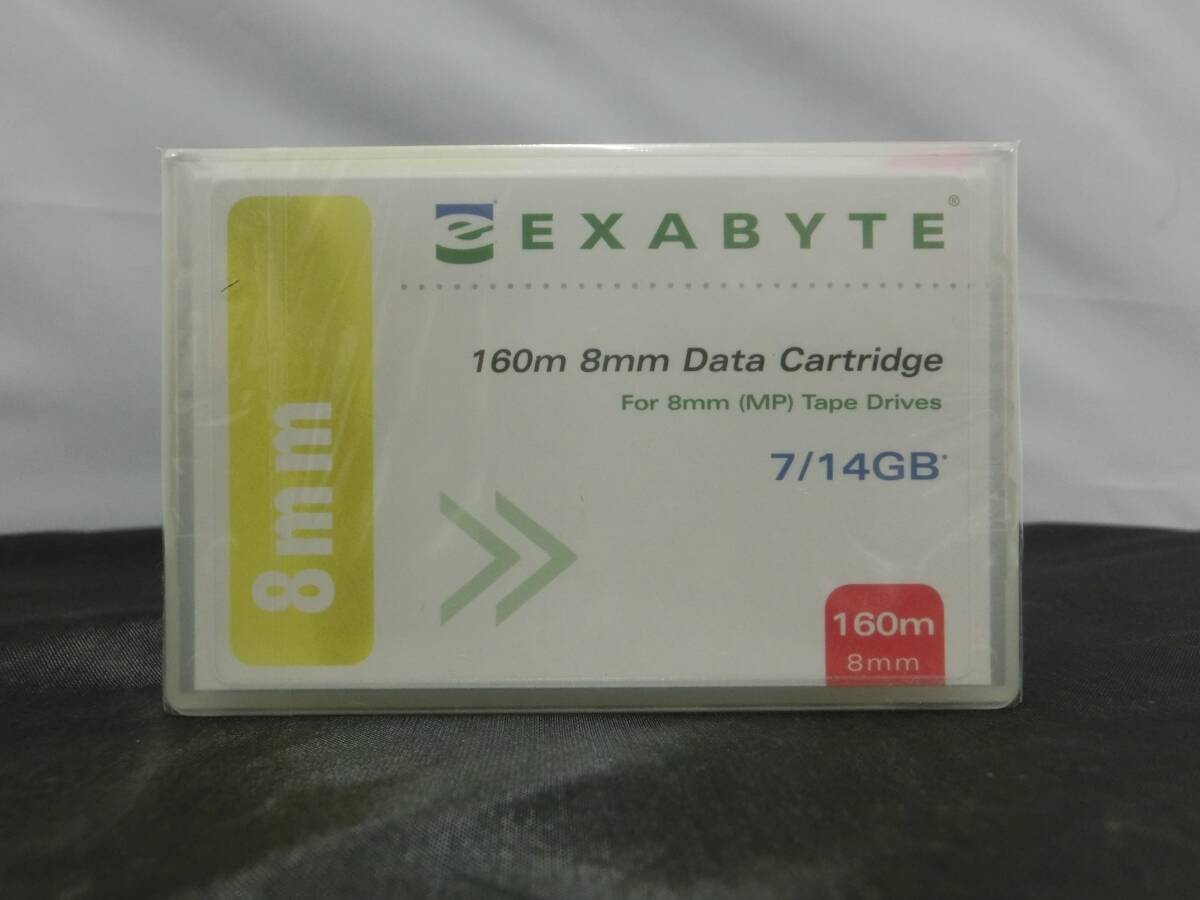 8mm
e EXABYTE®
160m 8mm Data Cartridge
For 8mm (MP) Tape Drives
7/14GB*
160m
8mm